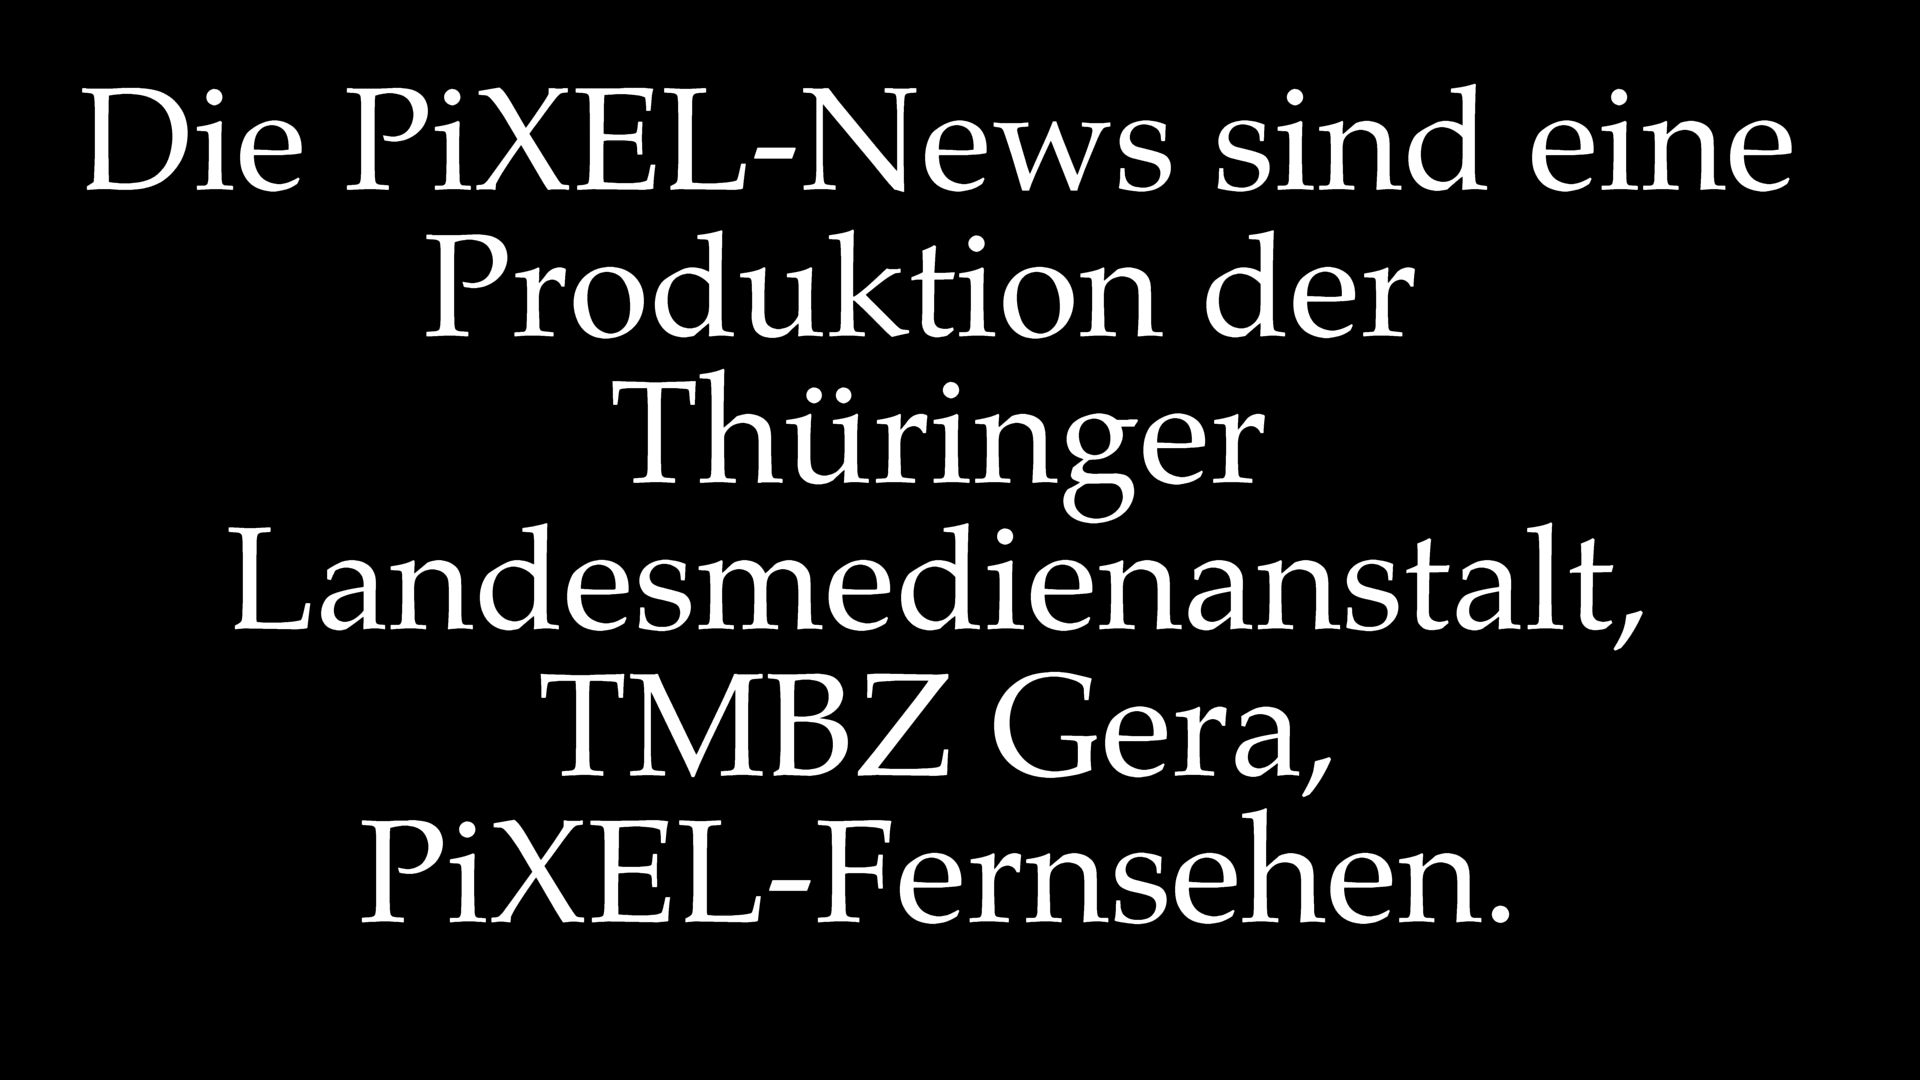 Die PiXEL-News sind eine
Produktion der
Thüringer
Landesmedienanstalt,
TMBZ Gera,
PiXEL-Fernsehen.